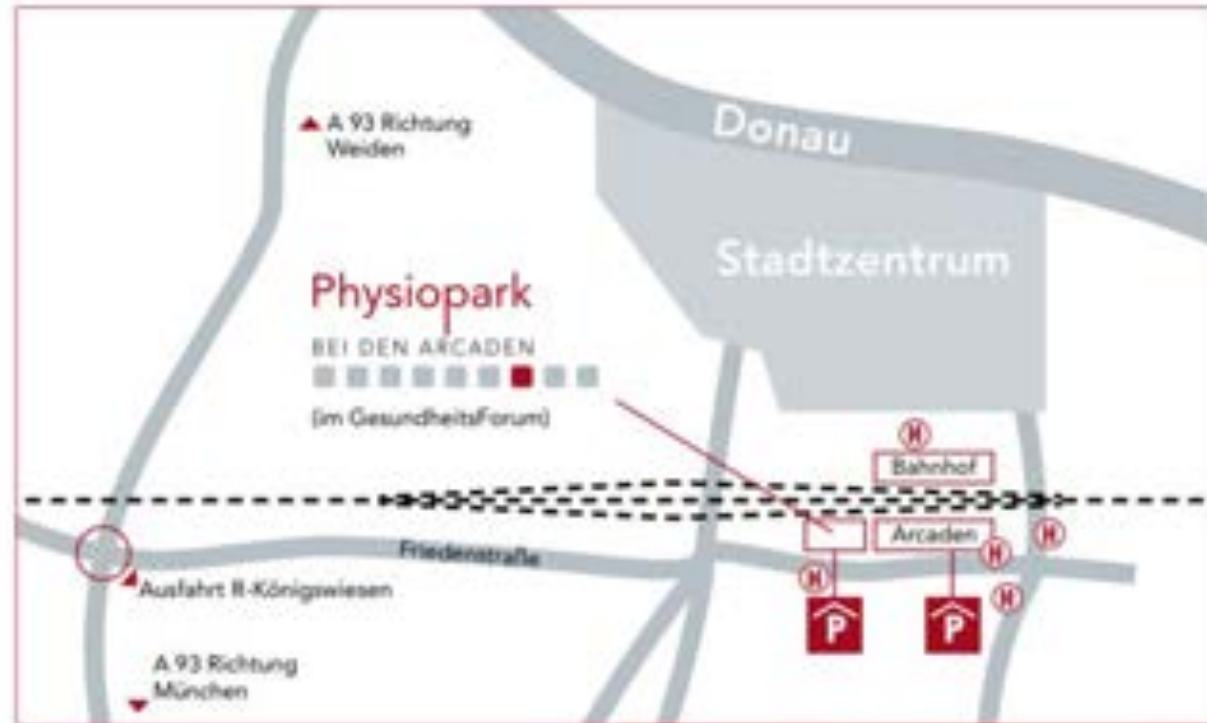 Donau
A 93 Richtung
Weiden
Stadtzentrum
Physiopark
BEI DEN ARCADEN
(im GesundheitsForum)
H
Bahnhof
Arcaden
H
H
Friedenstraße
H
Ausfahrt R-Königswiesen
H
P
P
A 93 Richtung
München